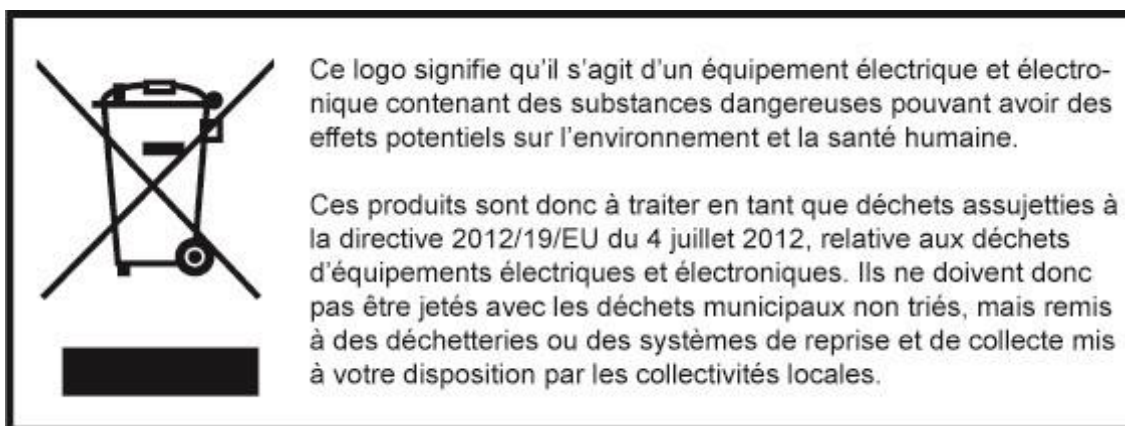 Ce logo signifie qu'il s'agit d'un équipement électrique et électro-
nique contenant des substances dangereuses pouvant avoir des
effets potentiels sur l'environnement et la santé humaine.
Ces produits sont donc à traiter en tant que déchets assujetties à
la directive 2012/19/EU du 4 juillet 2012, relative aux déchets
d'équipements électriques et électroniques. Ils ne doivent donc
pas être jetés avec les déchets municipaux non triés, mais remis
à des déchetteries ou des systèmes de reprise et de collecte mis
à votre disposition par les collectivités locales.